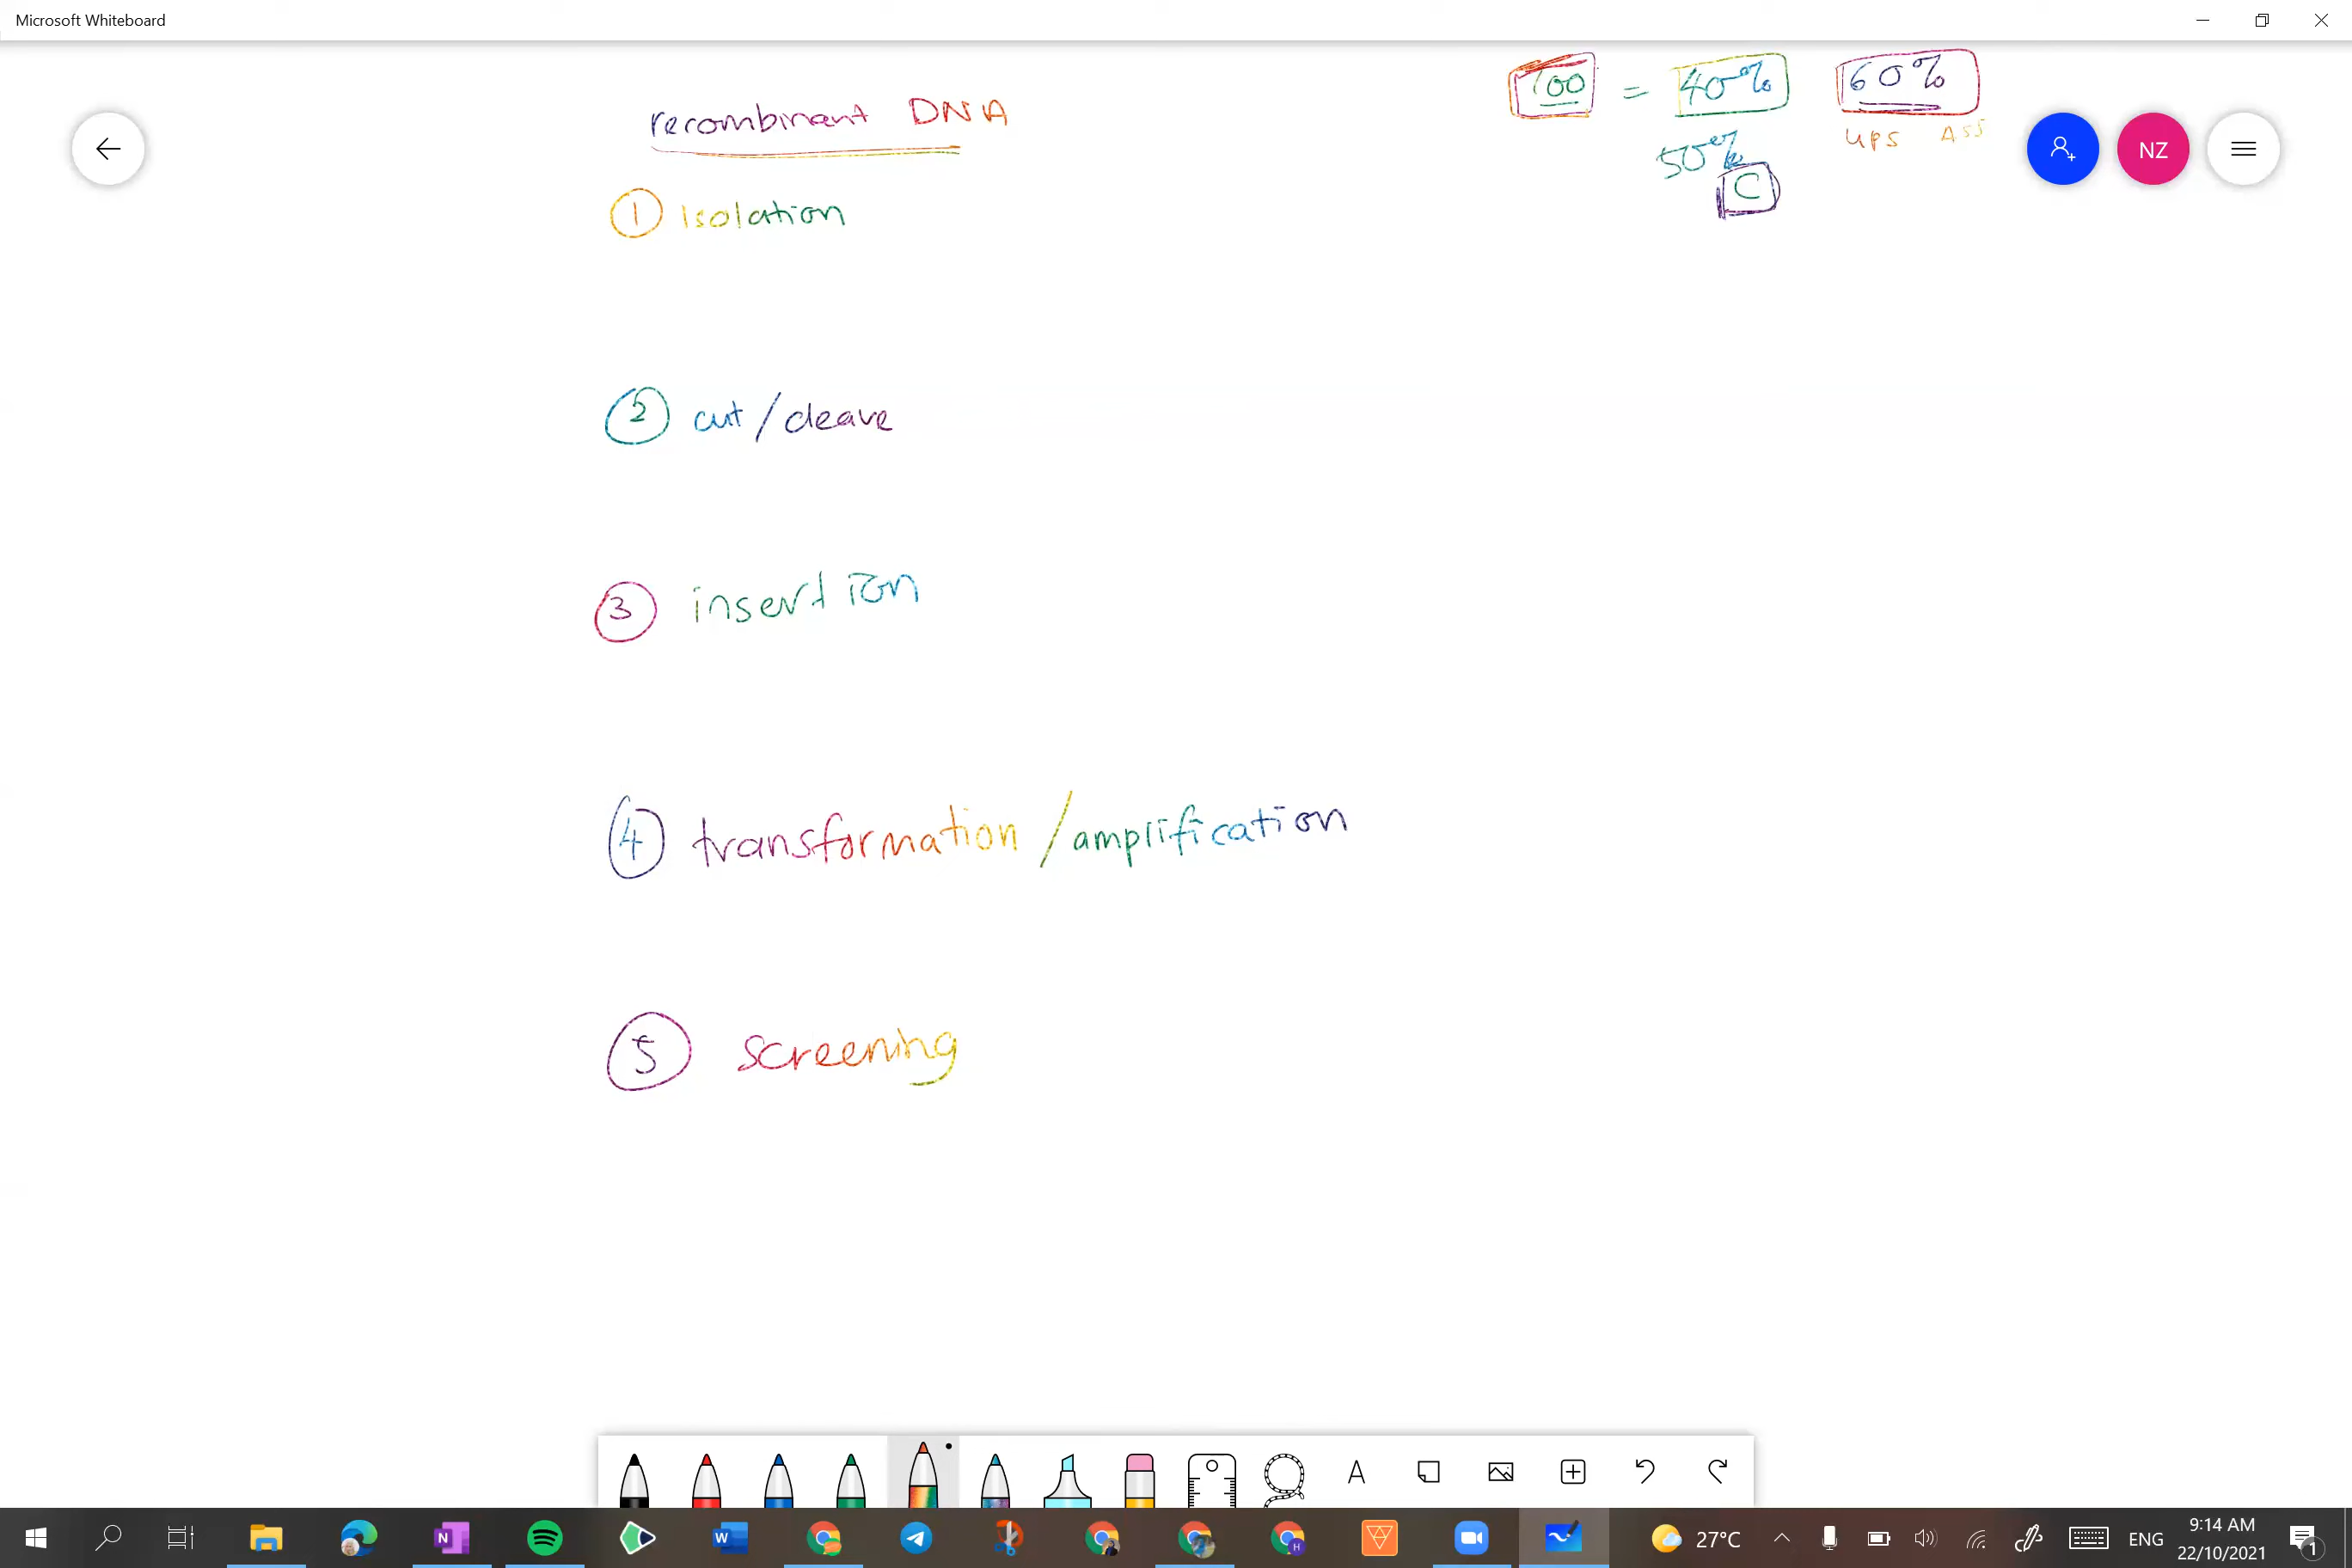 Microsoft Whiteboard
100 = 40% 60%
recombinant DNA
ups Ass
50%
C
NZ
1 isolation
2 cut/cleave
3 insertion
4 transformation/amplification
5 screening
A
N
W
H
27°C
ENG
9:14 AM
22/10/2021
1